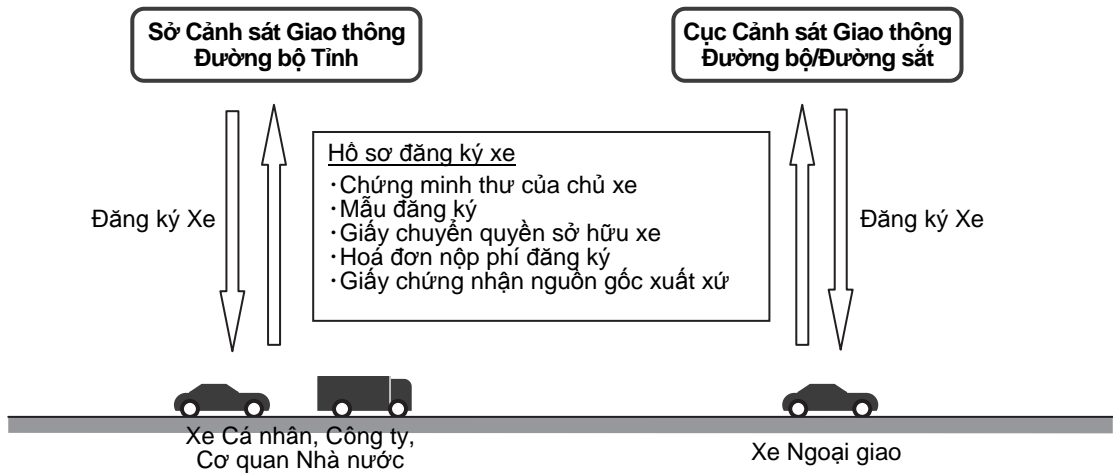 Sở Cảnh sát Giao thông
Đường bộ Tỉnh
Cục Cảnh sát Giao thông
Đường bộ/Đường sắt
Đăng ký Xe
Hồ sơ đăng ký xe
·Chứng minh thư của chủ xe
·Mẫu đăng ký
·Giấy chuyển quyền sở hữu xe
·Hoá đơn nộp phí đăng ký
·Giấy chứng nhận nguồn gốc xuất xứ
Đăng ký Xe
Xe Cá nhân, Công ty,
Cơ quan Nhà nước
Xe Ngoại giao